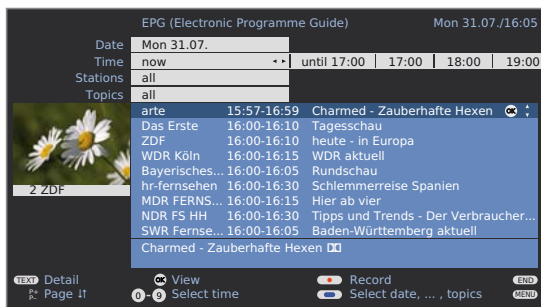 EPG (Electronic Programme Guide) Mon 31.07./16:05
Date Mon 31.07.
Time now until 17:00 17:00 18:00 19:00
Stations all
Topics all
arte 15:57-16:59 Charmed - Zauberhafte Hexen OK
Das Erste 16:00-16:10 Tagesschau
ZDF 16:00-16:10 heute - in Europa
WDR Köln 16:00-16:15 WDR aktuell
Bayerisches... 16:00-16:05 Rundschau
hr-fernsehen 16:00-16:30 Schlemmerreise Spanien
2 ZDF
MDR FERNS... 16:00-16:15 Hier ab vier
NDR FS HH 16:00-16:30 Tipps und Trends - Der Verbraucher...
SWR Fernse... 16:00-16:05 Baden-Württemberg aktuell
Charmed - Zauberhafte Hexen
TEXT Detail OK View Record END
P+ P- Page 0-9 Select time Select date, ... , topics MENU